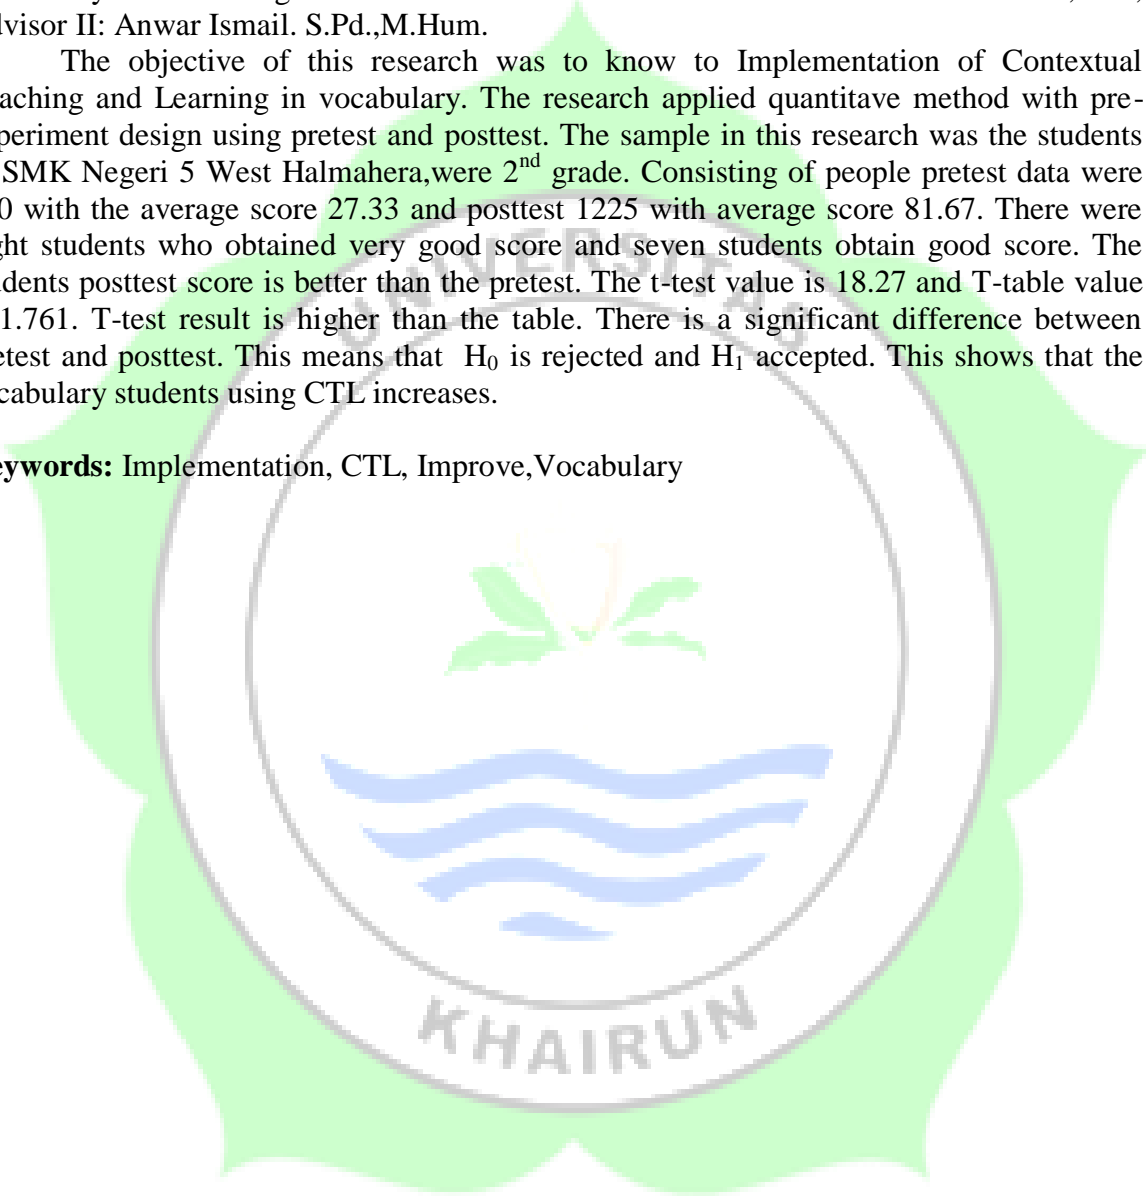 dvisor II: Anwar Ismail. S.Pd.,M.Hum.
The objective of this research was to know to Implementation of Contextual
aching and Learning in vocabulary. The research applied quantitave method with pre-
periment design using pretest and posttest. The sample in this research was the students
SMK Negeri 5 West Halmahera,were 2nd grade. Consisting of people pretest data were
0 with the average score 27.33 and posttest 1225 with average score 81.67. There were
ght students who obtained very good score and seven students obtain good score. The
udents posttest score is better than the pretest. The t-test value is 18.27 and T-table value
1.761. T-test result is higher than the table. There is a significant difference between
etest and posttest. This means that H0 is rejected and H1 accepted. This shows that the
cabulary students using CTL increases.
eywords: Implementation, CTL, Improve,Vocabulary
UNIVERSITAS
KHAIRUN